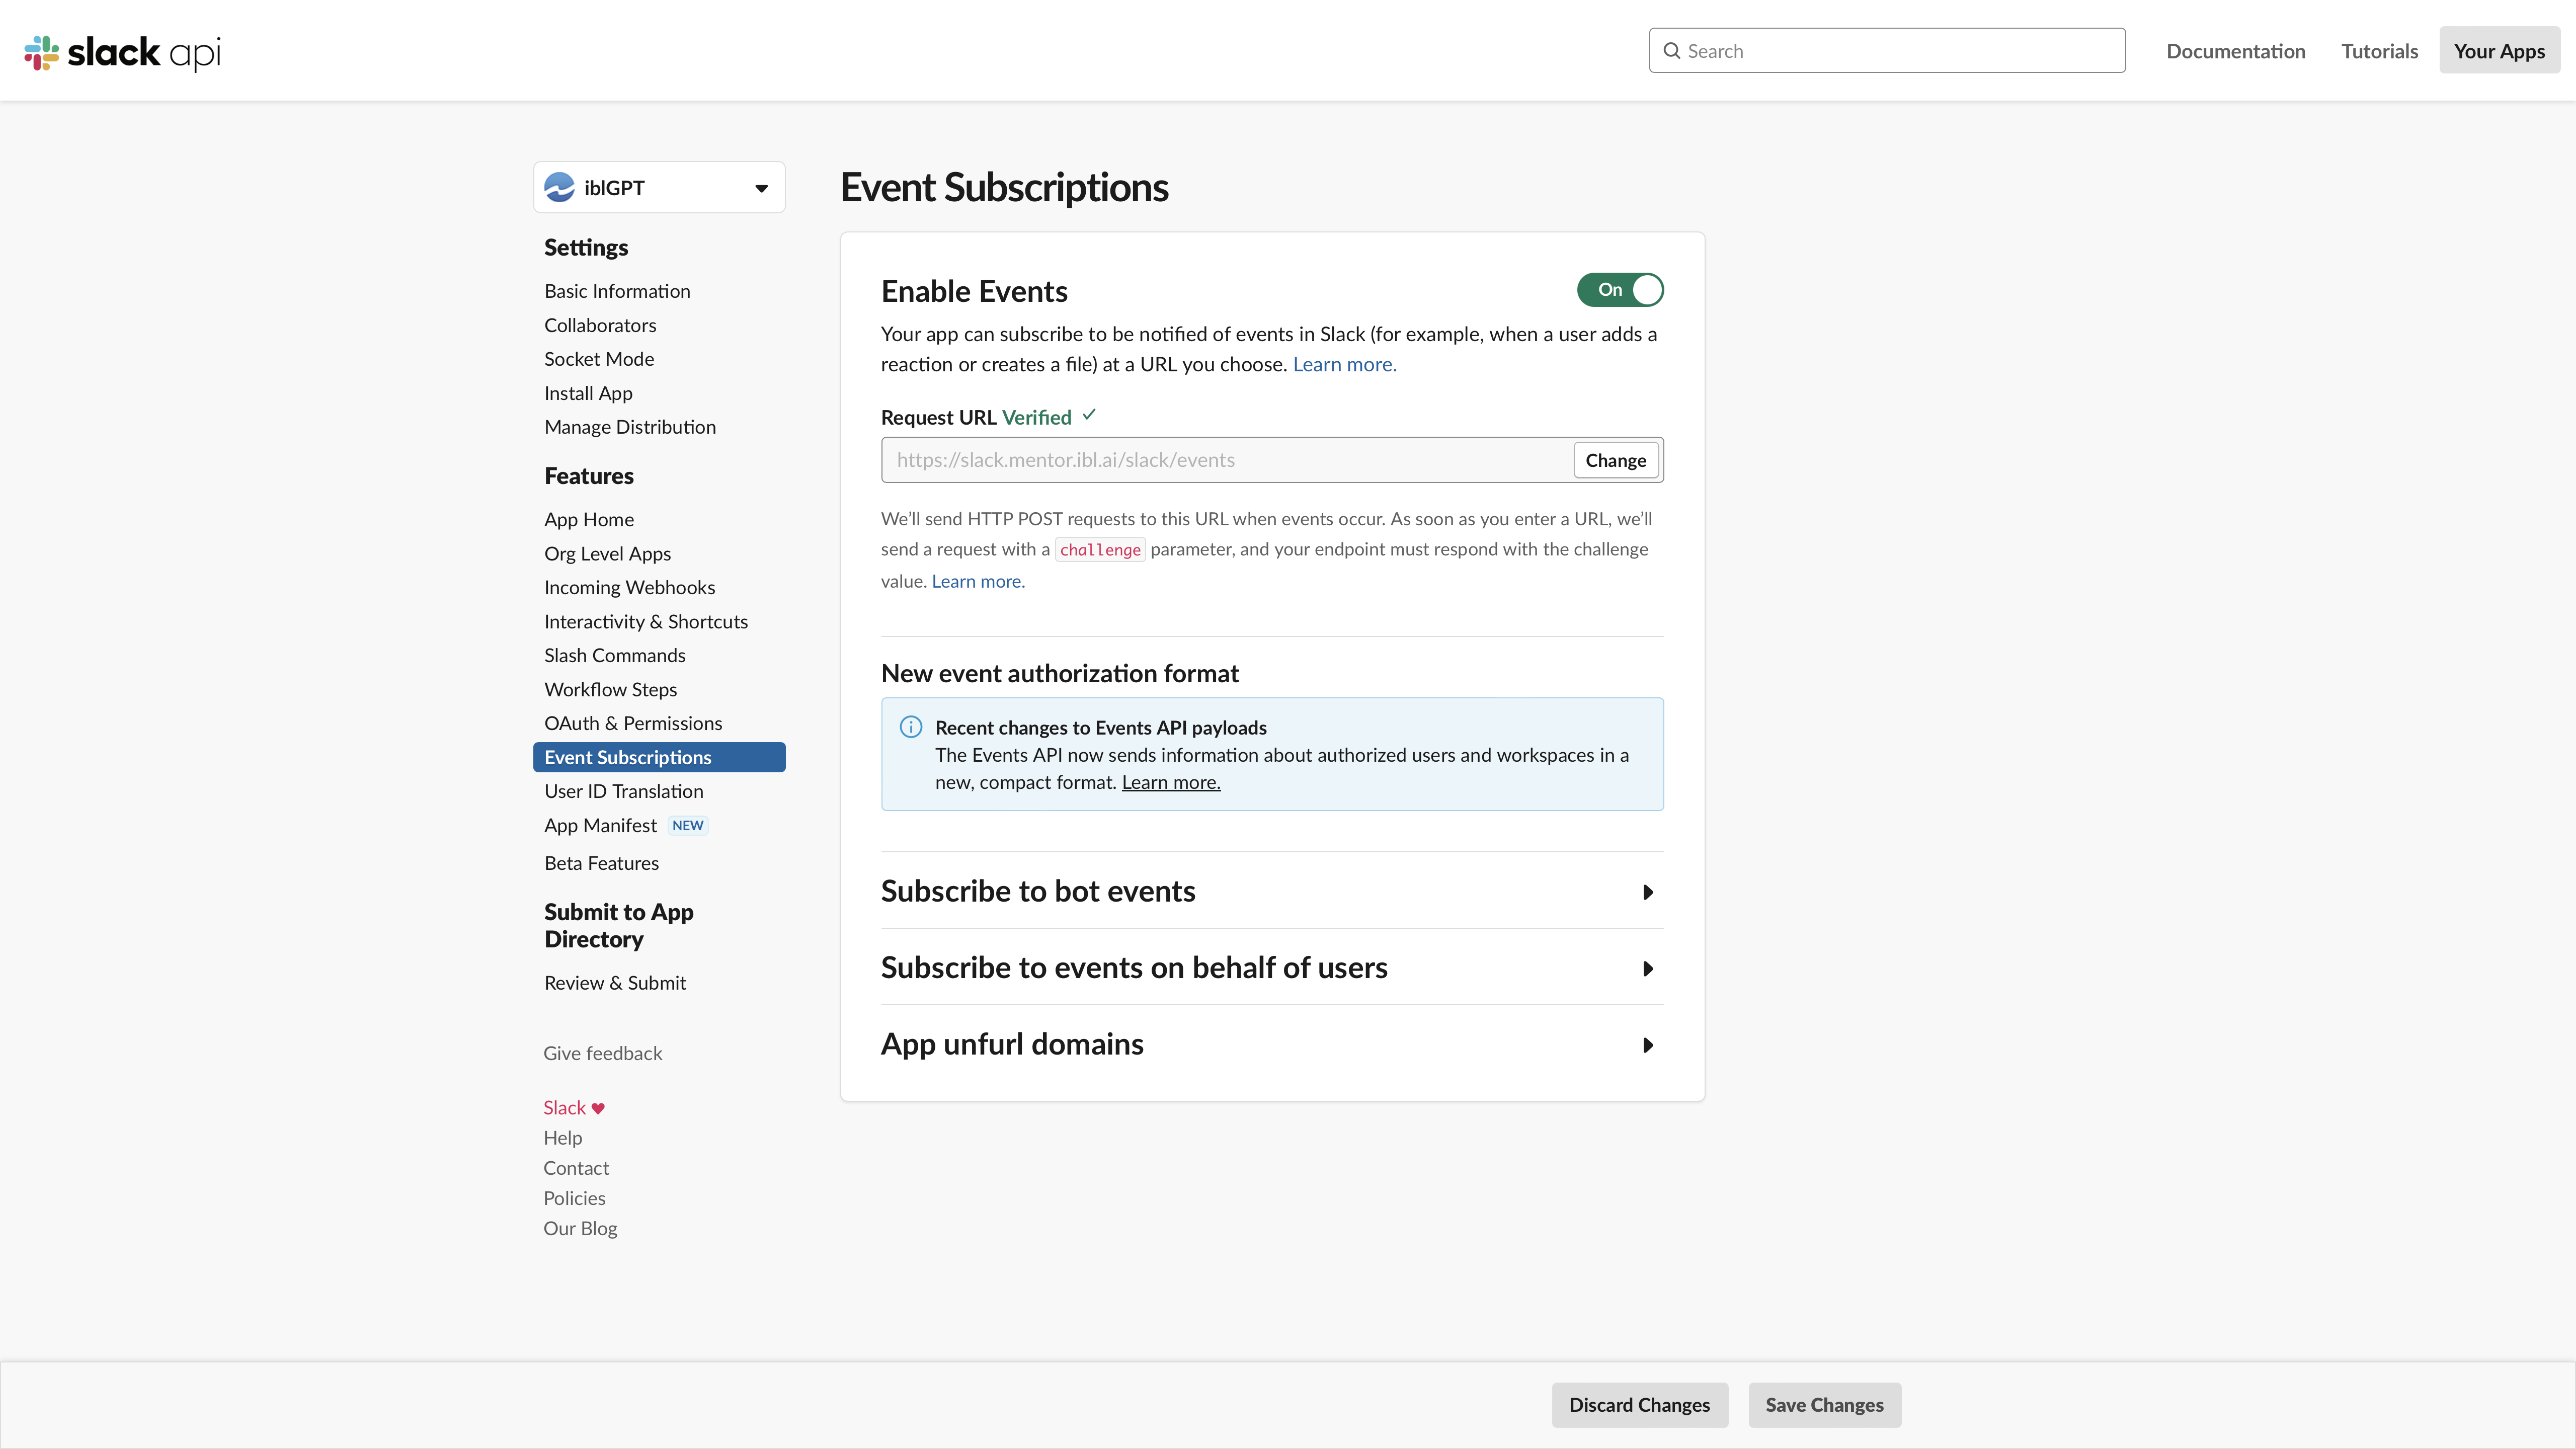 slack api
Search
Documentation
Tutorials
Your Apps
iblGPT
Settings
Basic Information
Collaborators
Socket Mode
Install App
Manage Distribution
Features
App Home
Org Level Apps
Incoming Webhooks
Interactivity & Shortcuts
Slash Commands
Workflow Steps
OAuth & Permissions
Event Subscriptions
User ID Translation
App Manifest NEW
Beta Features
Submit to App
Directory
Review & Submit
Give feedback
Slack ♥
Help
Contact
Policies
Our Blog
Event Subscriptions
Enable Events
On
Your app can subscribe to be notified of events in Slack (for example, when a user adds a
reaction or creates a file) at a URL you choose. Learn more.
Request URL Verified ✓
https://slack.mentor.ibl.ai/slack/events
Change
We’ll send HTTP POST requests to this URL when events occur. As soon as you enter a URL, we’ll
send a request with a challenge parameter, and your endpoint must respond with the challenge
value. Learn more.
New event authorization format
Recent changes to Events API payloads
The Events API now sends information about authorized users and workspaces in a
new, compact format. Learn more.
Subscribe to bot events
Subscribe to events on behalf of users
App unfurl domains
Discard Changes
Save Changes